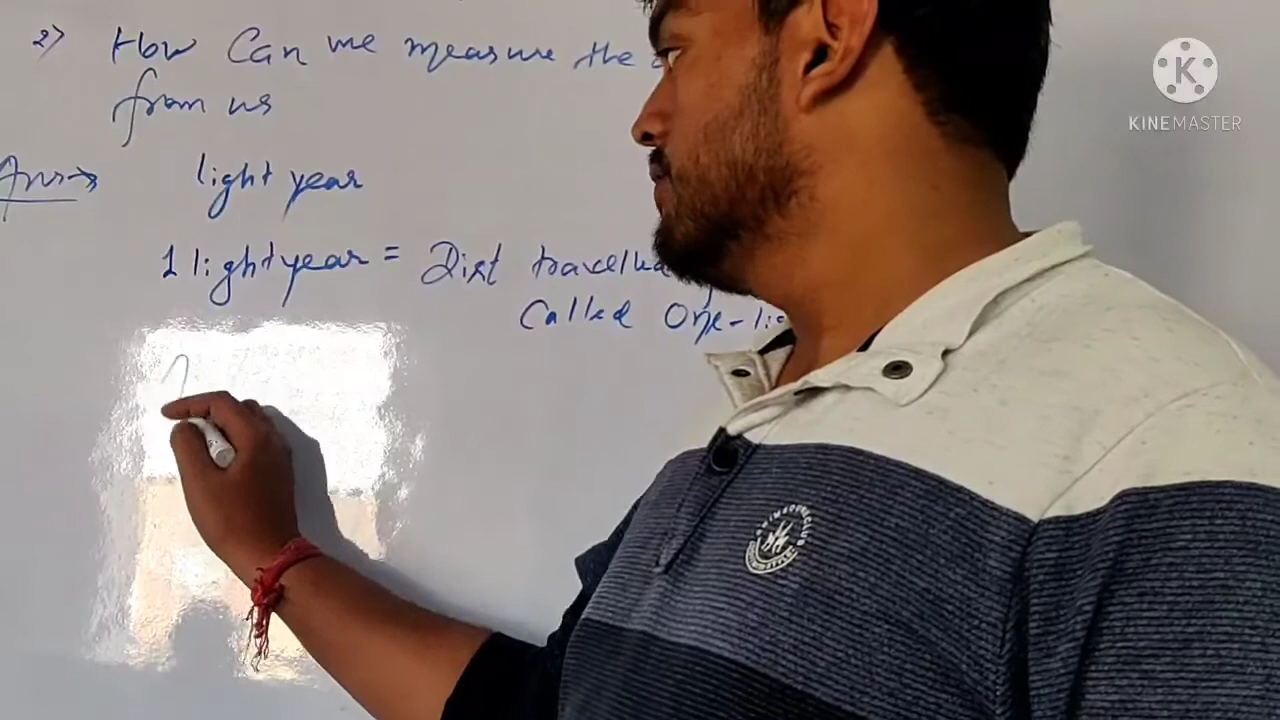 2) How Can we measure the
from us
Ans→ light year
1 lightyear = Dist travelled
Called One-li
K
KINEMASTER